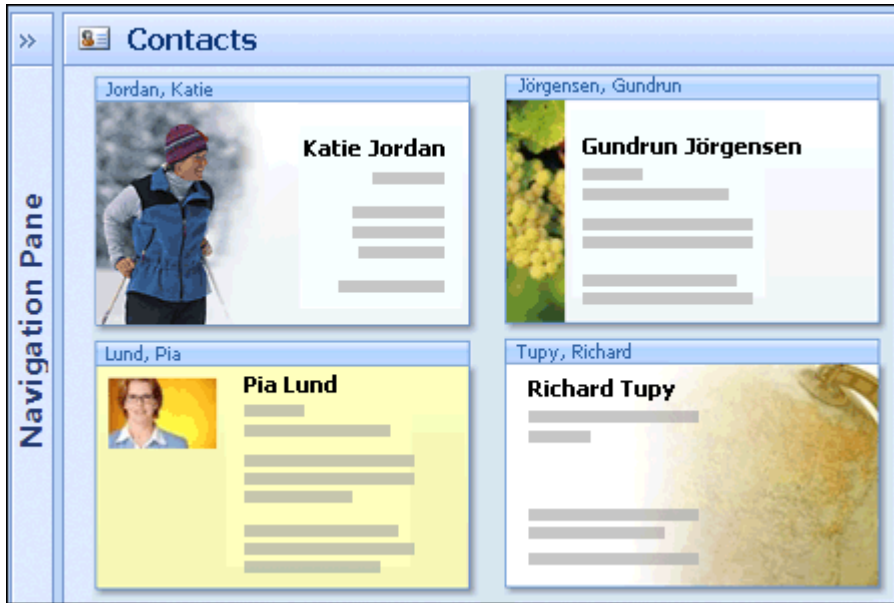 »
Contacts
Navigation Pane
Jordan, Katie
Katie Jordan
Jörgensen, Gundrun
Gundrun Jörgensen
Lund, Pia
Pia Lund
Tupy, Richard
Richard Tupy